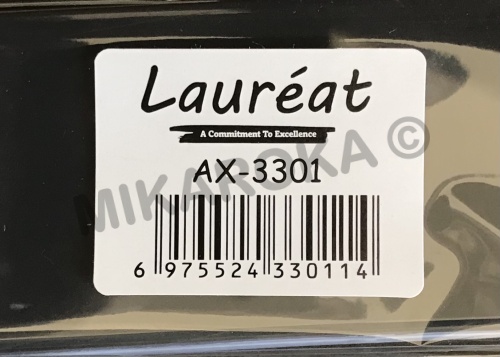 Lauréat
A Commitment To Excellence
MIKAROKA ©
AX-3301
6 975524 330114